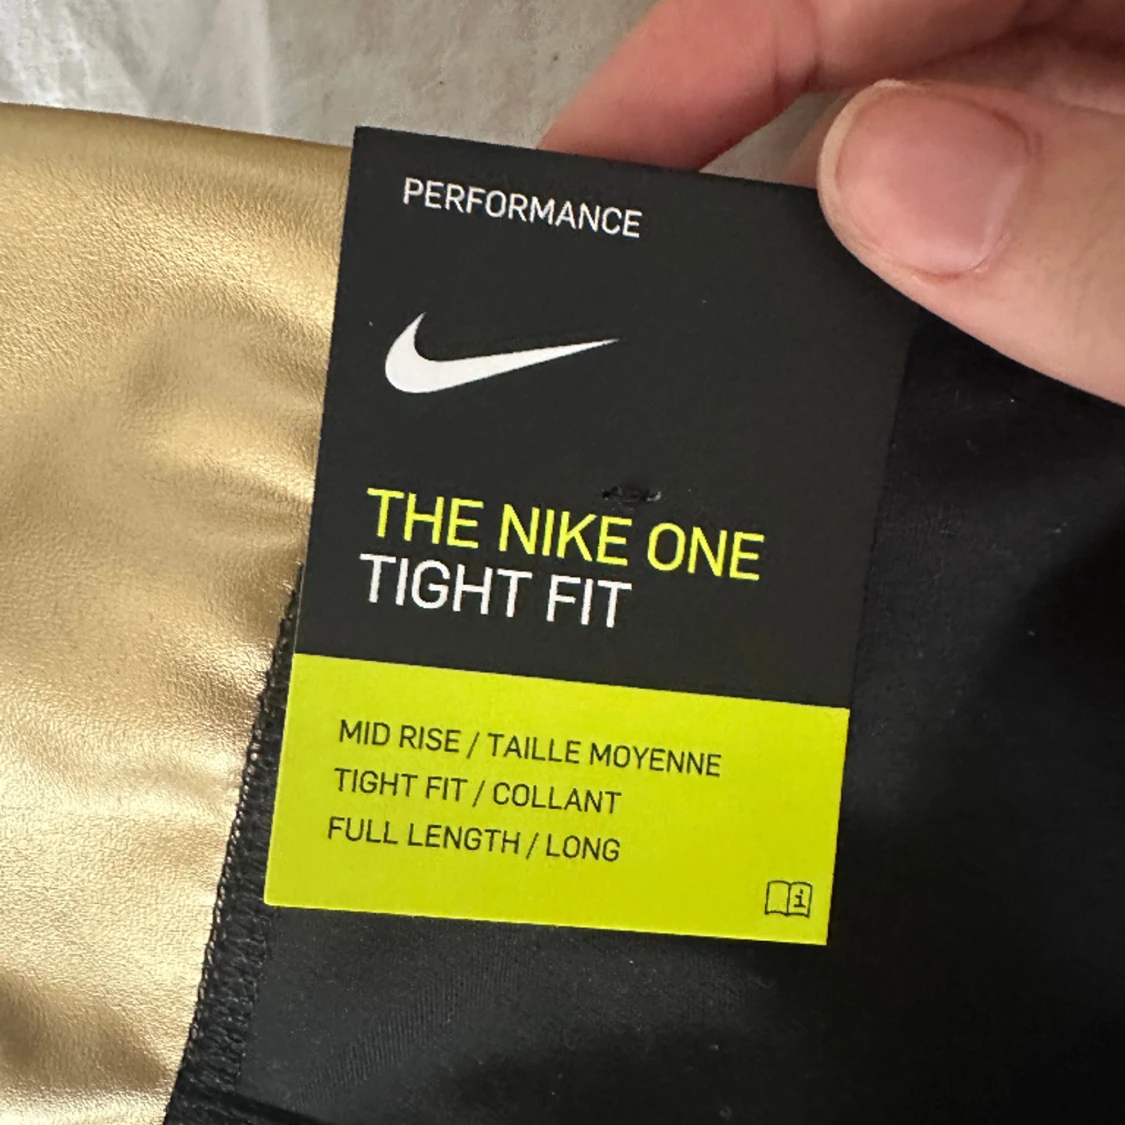 PERFORMANCE
THE NIKE ONE
TIGHT FIT
MID RISE / TAILLE MOYENNE
TIGHT FIT / COLLANT
FULL LENGTH / LONG
i